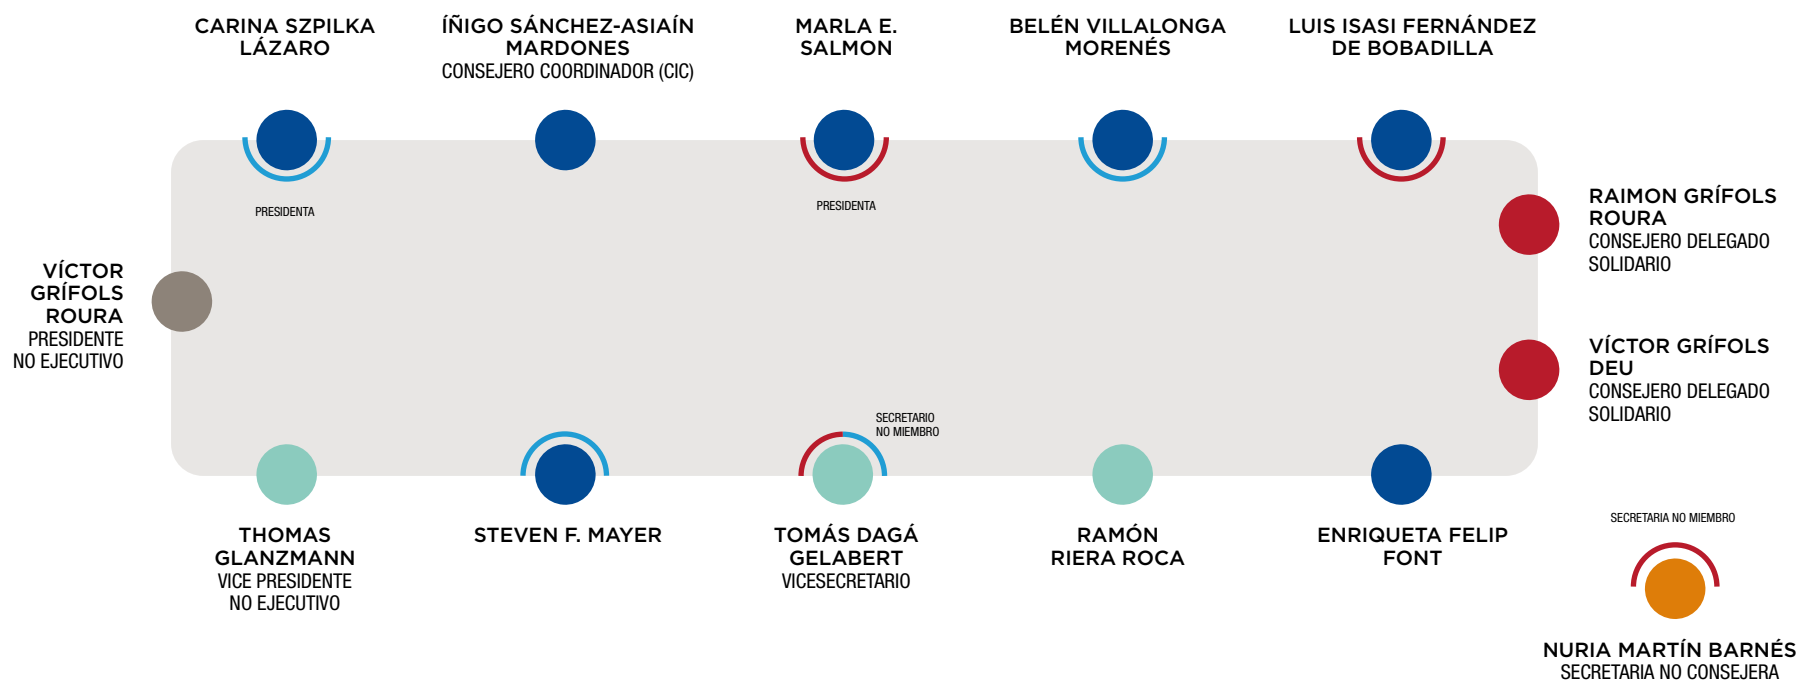 CARINA SZPILKA
LÁZARO
ÍÑIGO SÁNCHEZ-ASIAÍN
MARDONES
CONSEJERO COORDINADOR (CIC)
MARLA E.
SALMON
BELÉN VILLALONGA
MORENÉS
LUIS ISASI FERNÁNDEZ
DE BOBADILLA
PRESIDENTA
PRESIDENTA
RAIMON GRÍFOLS
ROURA
CONSEJERO DELEGADO
SOLIDARIO
VÍCTOR
GRÍFOLS
ROURA
PRESIDENTE
NO EJECUTIVO
VÍCTOR GRÍFOLS
DEU
CONSEJERO DELEGADO
SOLIDARIO
SECRETARIO
NO MIEMBRO
THOMAS
GLANZMANN
VICE PRESIDENTE
NO EJECUTIVO
STEVEN F. MAYER
TOMÁS DAGÁ
GELABERT
VICESECRETARIO
RAMÓN
RIERA ROCA
ENRIQUETA FELIP
FONT
SECRETARIA NO MIEMBRO
NURIA MARTÍN BARNÉS
SECRETARIA NO CONSEJERA